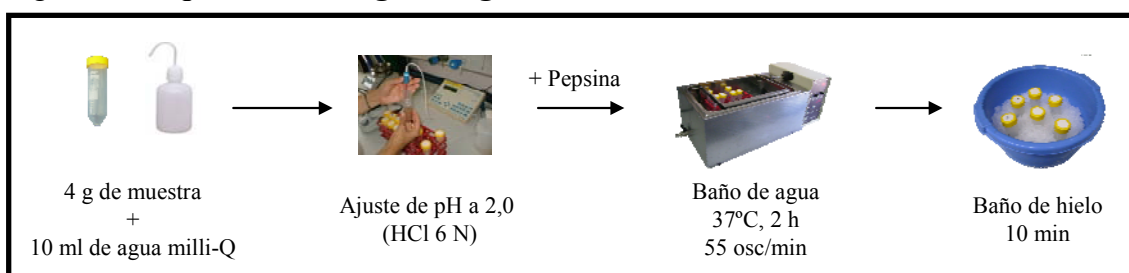 4 g de muestra
+
10 ml de agua milli-Q
Ajuste de pH a 2,0
(HCl 6 N)
+ Pepsina
Baño de agua
37ºC, 2 h
55 osc/min
Baño de hielo
10 min